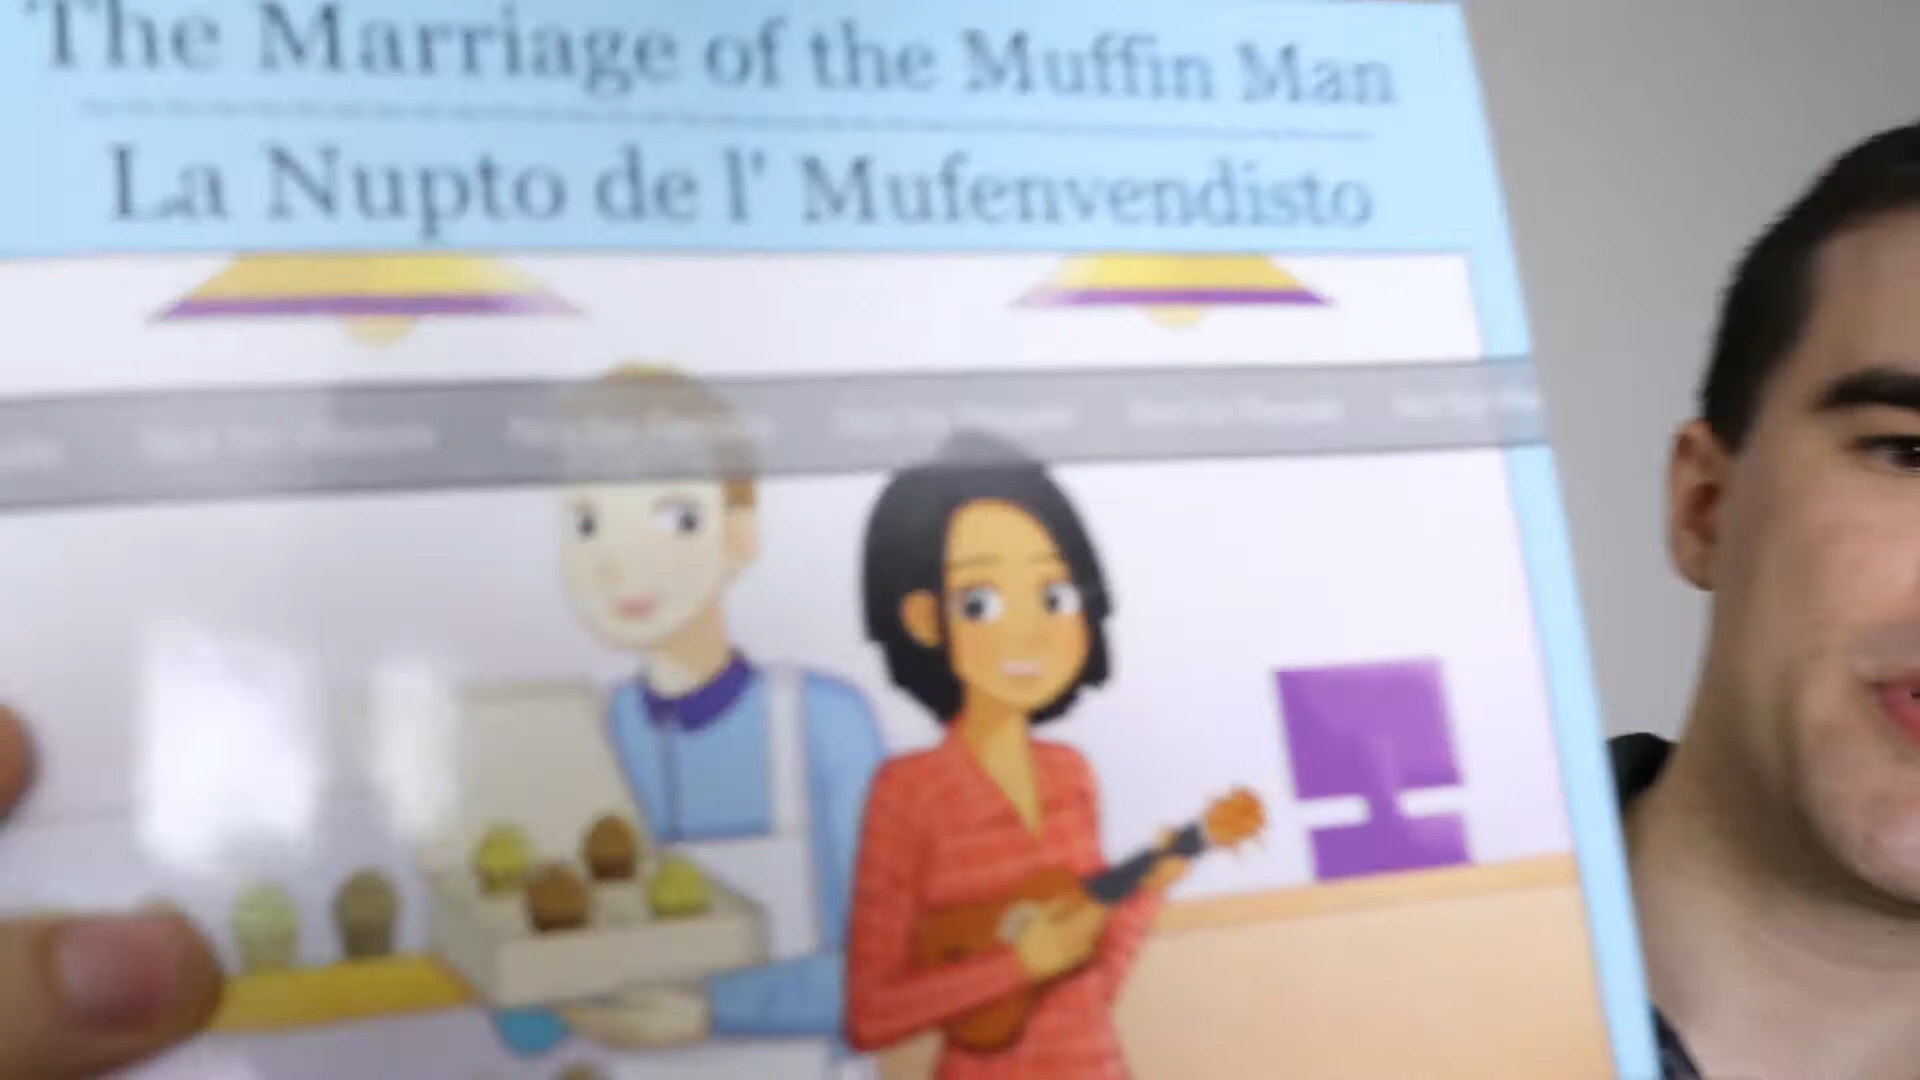 The Marriage of the Muffin Man
La Nupto de l' Mufenvendisto